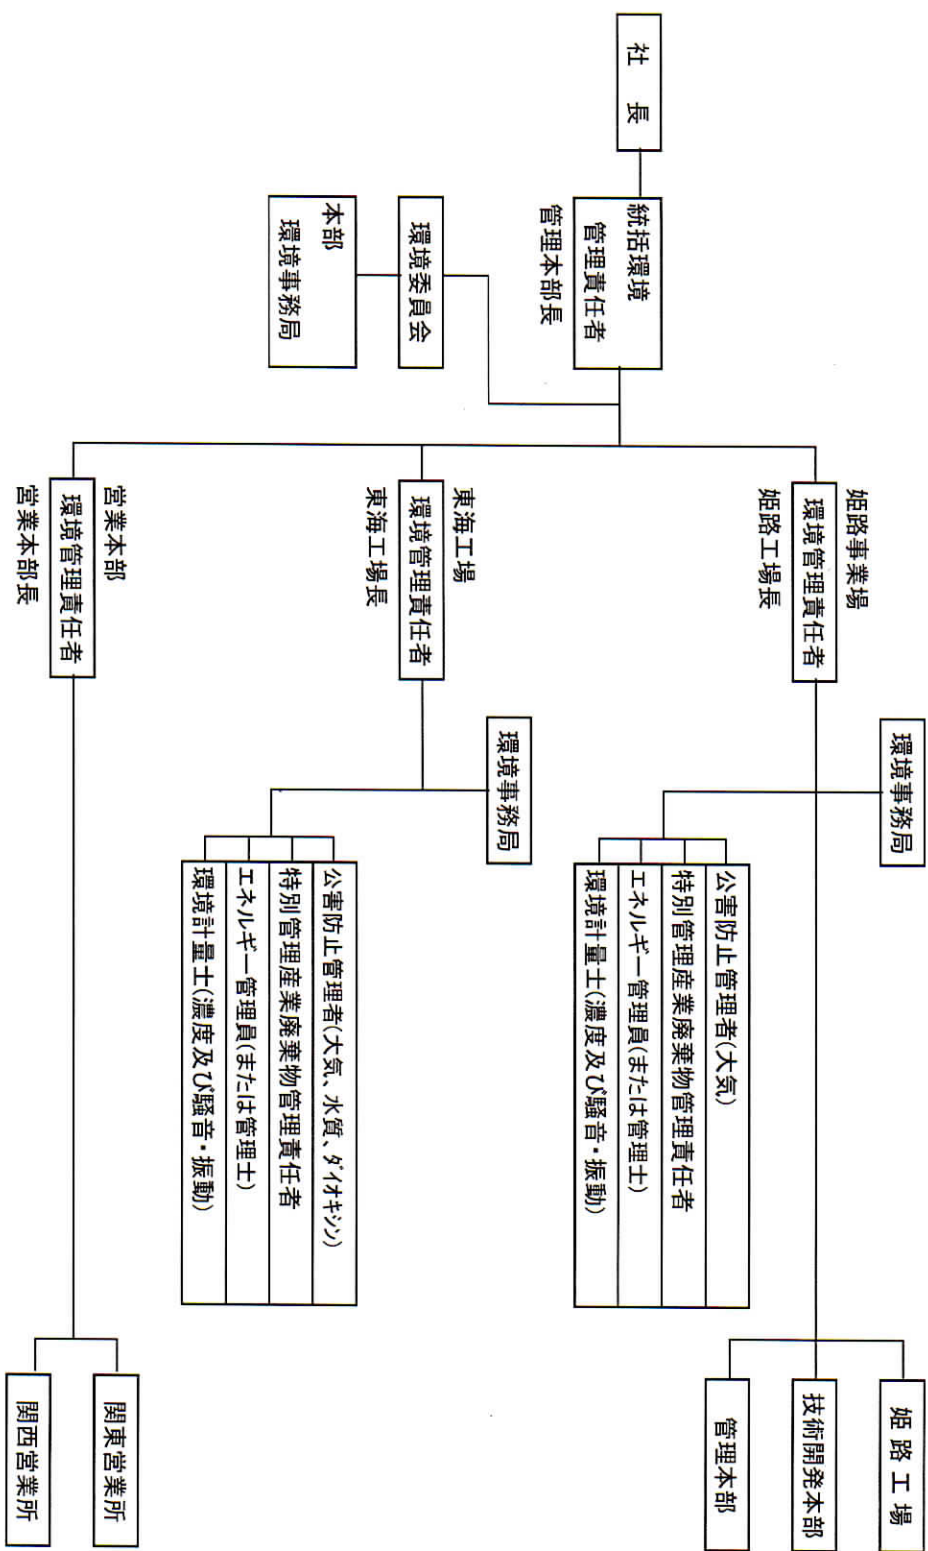 社 長
統括環境
管理責任者
管理本部長
環境委員会
本部
環境事務局
姫路事業場
環境管理責任者
姫路工場長
環境事務局
公害防止管理者(大気)
特別管理産業廃棄物管理責任者
エネルギー管理員(または管理士)
環境計量士(濃度及び騒音・振動)
姫 路 工 場
技術開発本部
管理本部
東海工場
環境管理責任者
東海工場長
環境事務局
公害防止管理者(大気、水質、ダイオキシン)
特別管理産業廃棄物管理責任者
エネルギー管理員(または管理士)
環境計量士(濃度及び騒音・振動)
営業本部
環境管理責任者
営業本部長
関東営業所
関西営業所